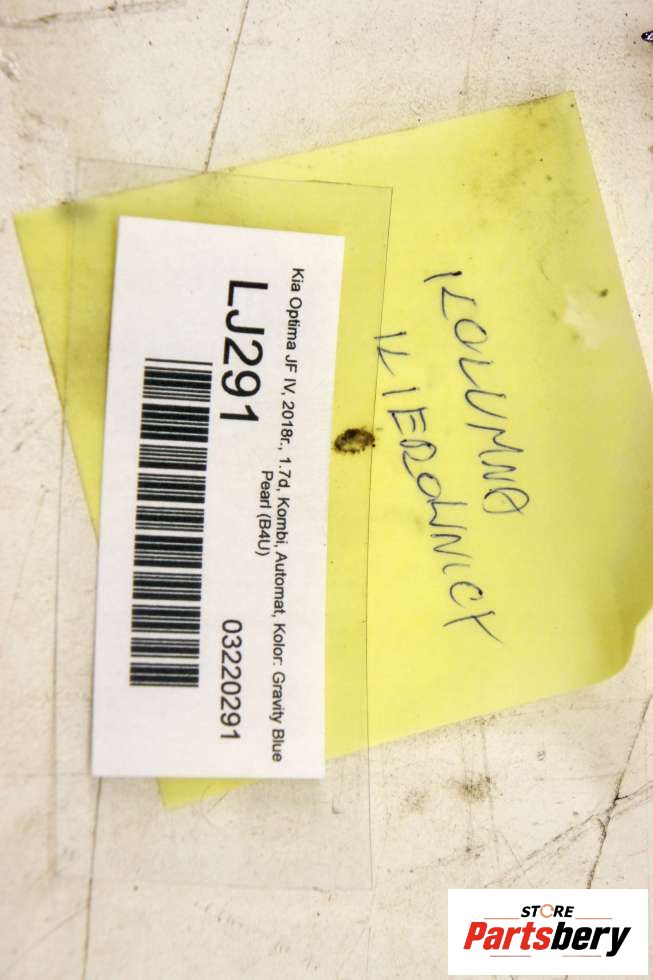 Kia Optima JF IV, 2018r., 1.7d, Kombi, Automat, Kolor: Gravity Blue
Pearl (B4U)
LJ291
03220291
KOLUMNA
KIEROWNICY
STORE
Partsbery